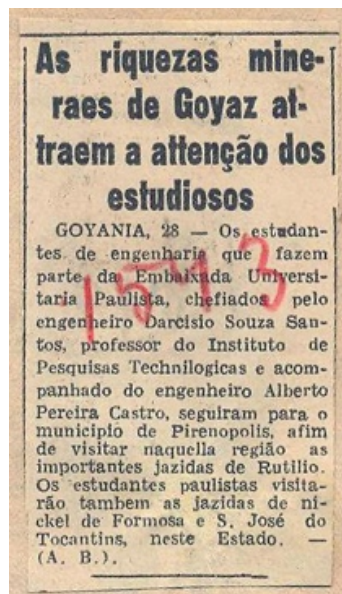 As riquezas mine-
raes de Goyaz at-
traem a attenção dos
estudiosos
GOYANIA, 28 — Os estudan-
tes de engenharia que fazem
parte da Embaixada Universi-
taria Paulista, chefiados pelo
engenheiro Darcisio Souza San-
tos, professor do Instituto de
Pesquisas Technilogicas e acom-
panhado do engenheiro Alberto
Pereira Castro, seguiram para o
municipio de Pirenopolis, afim
de visitar naquella região as
importantes jazidas de Rutilio.
Os estudantes paulistas visita-
rão tambem as jazidas de ni-
ckel de Formosa e S. José do
Tocantins, neste Estado. —
(A. B.).